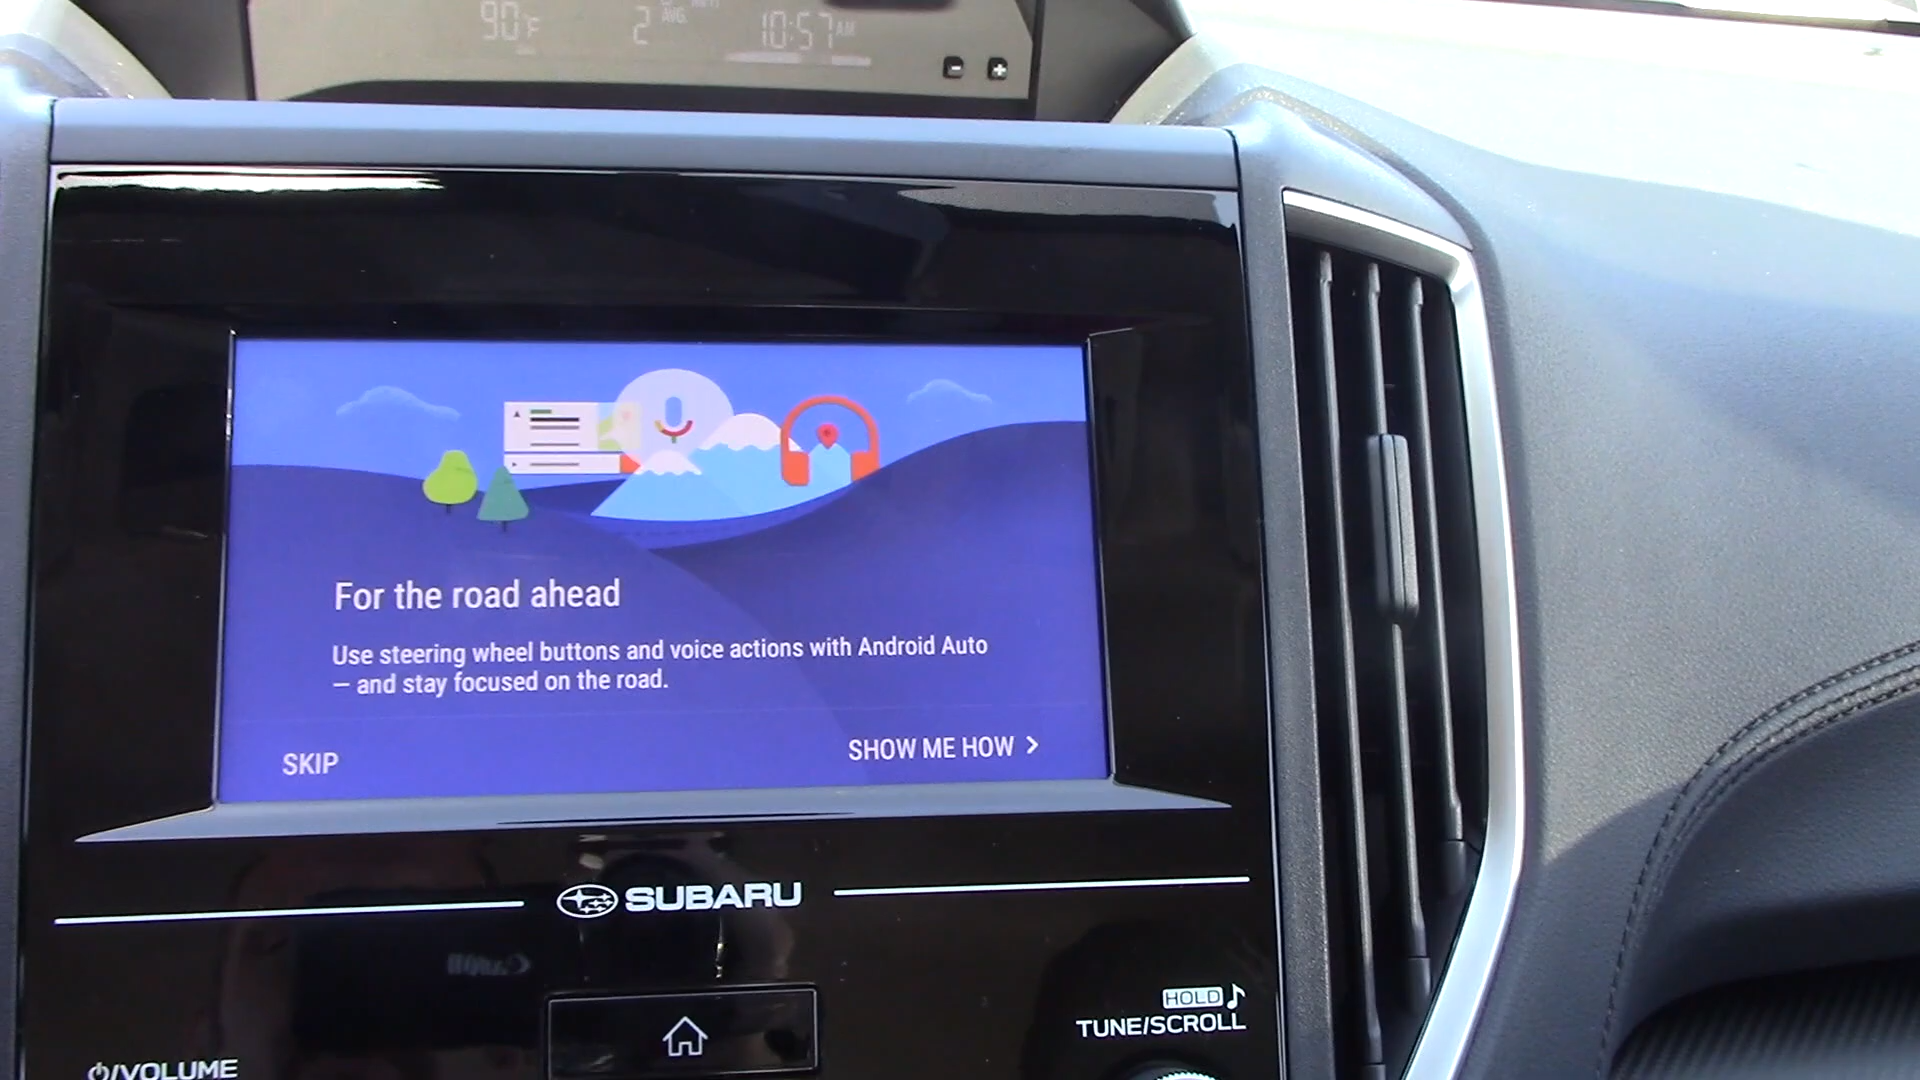 90°F 2 AVG. 10:57 AM
- +
For the road ahead
Use steering wheel buttons and voice actions with Android Auto
— and stay focused on the road.
SKIP SHOW ME HOW >
SUBARU
HOLD
TUNE/SCROLL
/VOLUME